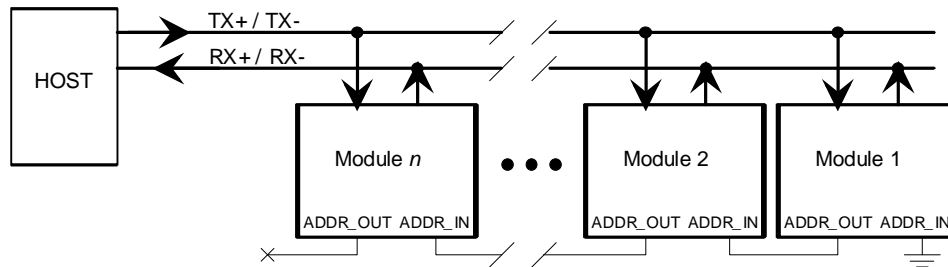 TX+ / TX-
RX+ / RX-
HOST
Module n
Module 2
Module 1
ADDR_OUT ADDR_IN
ADDR_OUT ADDR_IN
ADDR_OUT ADDR_IN